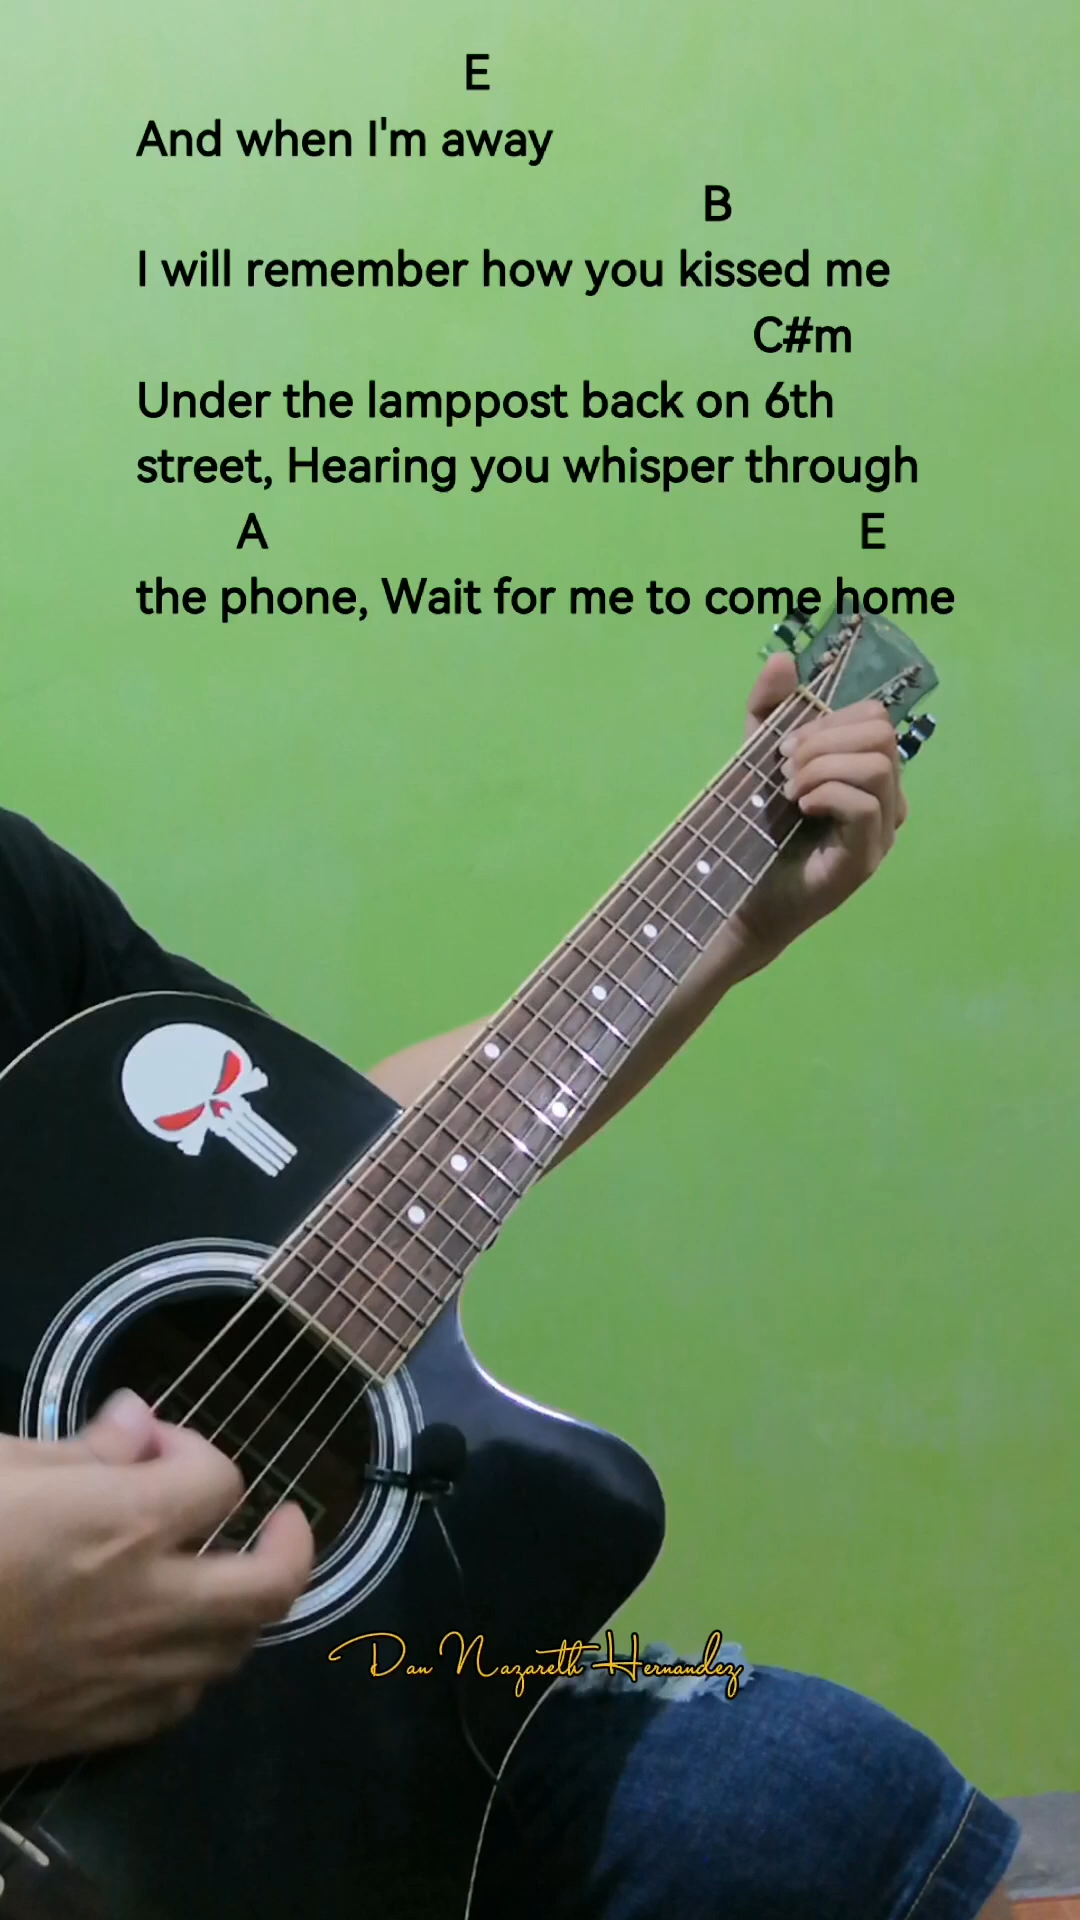 E
And when I'm away
B
I will remember how you kissed me
C#m
Under the lamppost back on 6th
street, Hearing you whisper through
A E
the phone, Wait for me to come home
Dan Nazareth Hernandez